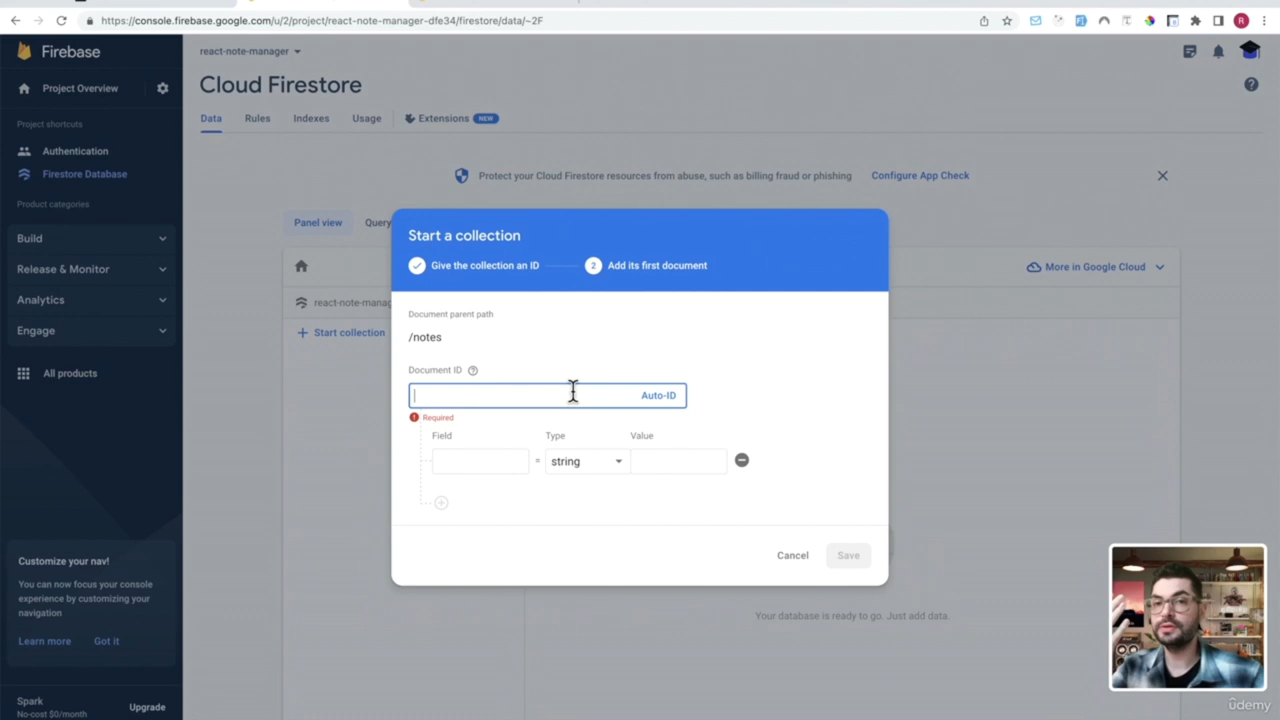 https://console.firebase.google.com/u/2/project/react-note-manager-dfe34/firestore/data/~2F
R
Firebase
react-note-manager
Project Overview
Cloud Firestore
Project shortcuts
Data
Rules
Indexes
Usage
Extensions
NEW
Authentication
Firestore Database
Protect your Cloud Firestore resources from abuse, such as billing fraud or phishing
Configure App Check
Product categories
Panel view
Query
Build
Release & Monitor
Analytics
Engage
All products
More in Google Cloud
react-note-manag
Start collection
Start a collection
Give the collection an ID
2
Add its first document
Document parent path
/notes
Document ID
Auto-ID
Required
Field
Type
Value
=
string
Cancel
Save
Your database is ready to go. Just add data.
Customize your nav!
You can now focus your console
experience by customizing your
navigation
Learn more
Got it
Spark
No-cost $0/month
Upgrade
ûdemy